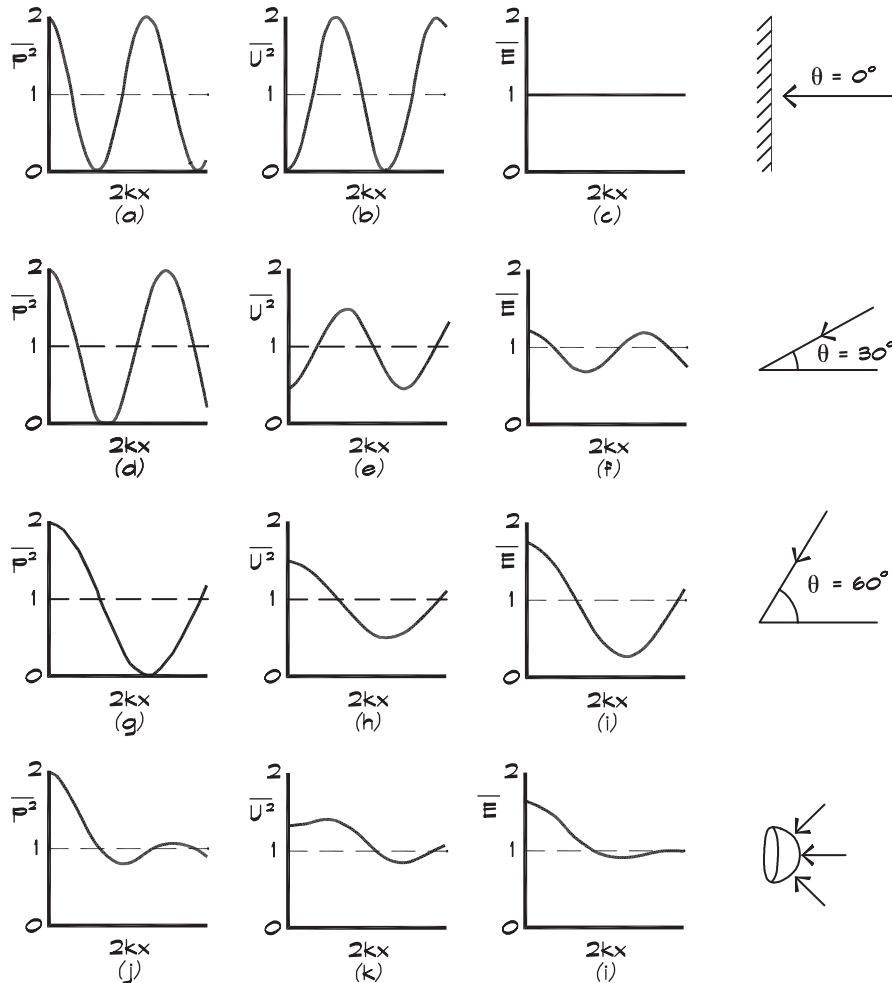 2 2 2
p² U² E
1 1 1 θ = 0°
0 0 0
2kx 2kx 2kx
(a) (b) (c)
2 2 2
p² U² E
1 1 1 θ = 30°
0 0 0
2kx 2kx 2kx
(d) (e) (f)
2 2 2
p² U² E
1 1 1 θ = 60°
0 0 0
2kx 2kx 2kx
(g) (h) (i)
2 2 2
p² U² E
1 1 1
0 0 0
2kx 2kx 2kx
(j) (k) (i)